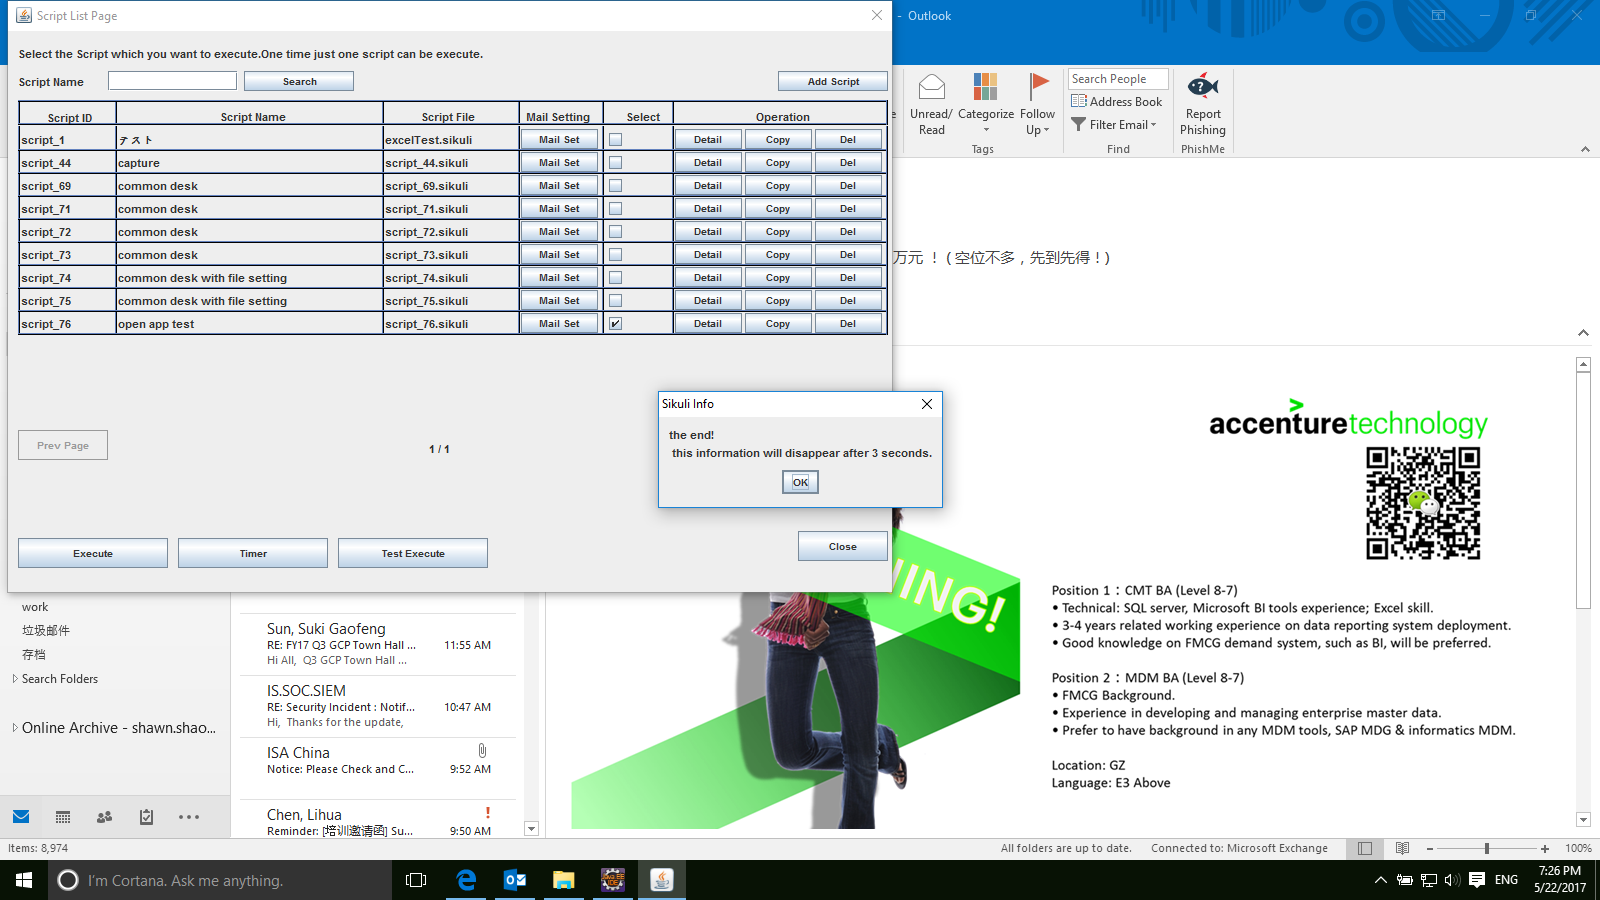 Script List Page
- Outlook
Select the Script which you want to execute.One time just one script can be execute.
Script Name
Search
Add Script
Script ID Script Name Script File Mail Setting Select Operation
script_1 テスト excelTest.sikuli Mail Set Detail Copy Del
script_44 capture script_44.sikuli Mail Set Detail Copy Del
script_69 common desk script_69.sikuli Mail Set Detail Copy Del
script_71 common desk script_71.sikuli Mail Set Detail Copy Del
script_72 common desk script_72.sikuli Mail Set Detail Copy Del
script_73 common desk script_73.sikuli Mail Set Detail Copy Del
script_74 common desk with file setting script_74.sikuli Mail Set Detail Copy Del
script_75 common desk with file setting script_75.sikuli Mail Set Detail Copy Del
script_76 open app test script_76.sikuli Mail Set Detail Copy Del
Prev Page
1 / 1
Execute
Timer
Test Execute
Close
Sikuli Info
the end!
this information will disappear after 3 seconds.
OK
Unread/
Read
Categorize
Follow
Up
Tags
Search People
Address Book
Filter Email
Find
Report
Phishing
PhishMe
万元 ！ ( 空位不多，先到先得！)
accenturetechnology
NING!
Position 1：CMT BA (Level 8-7)
• Technical: SQL server, Microsoft BI tools experience; Excel skill.
• 3-4 years related working experience on data reporting system deployment.
• Good knowledge on FMCG demand system, such as BI, will be preferred.
Position 2：MDM BA (Level 8-7)
• FMCG Background.
• Experience in developing and managing enterprise master data.
• Prefer to have background in any MDM tools, SAP MDG & informatics MDM.
Location: GZ
Language: E3 Above
work
垃圾邮件
存档
Search Folders
Online Archive - shawn.shao...
Sun, Suki Gaofeng
RE: FY17 Q3 GCP Town Hall ... 11:55 AM
Hi All, Q3 GCP Town Hall ...
IS.SOC.SIEM
RE: Security Incident : Notif... 10:47 AM
Hi, Thanks for the update,
ISA China
Notice: Please Check and C... 9:52 AM
Chen, Lihua
Reminder: [培训邀请函] Su... 9:50 AM
Items: 8,974
All folders are up to date.
Connected to: Microsoft Exchange
100%
I'm Cortana. Ask me anything.
ENG
7:26 PM
5/22/2017